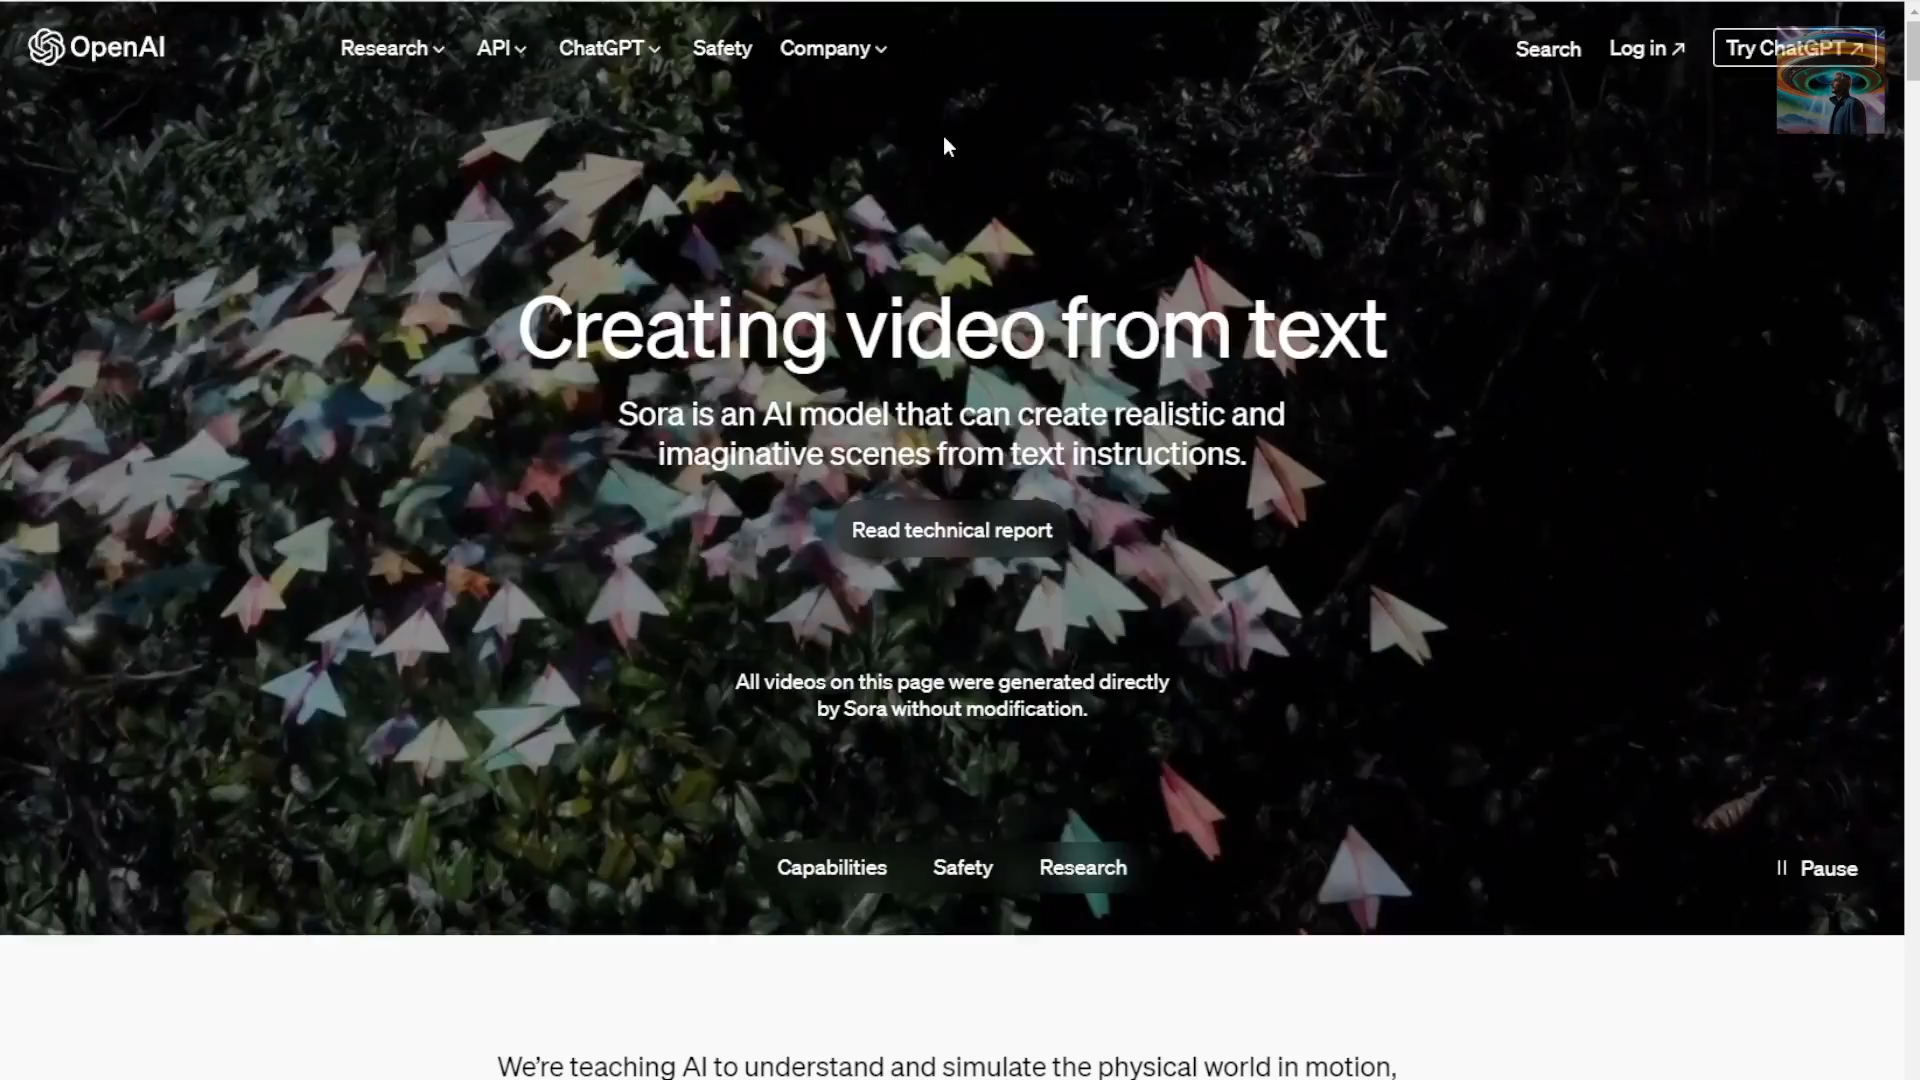 OpenAI
Research
API
ChatGPT
Safety
Company
Search
Log in
Try ChatGPT
Creating video from text
Sora is an AI model that can create realistic and
imaginative scenes from text instructions.
Read technical report
All videos on this page were generated directly
by Sora without modification.
Capabilities
Safety
Research
Pause
We’re teaching AI to understand and simulate the physical world in motion,